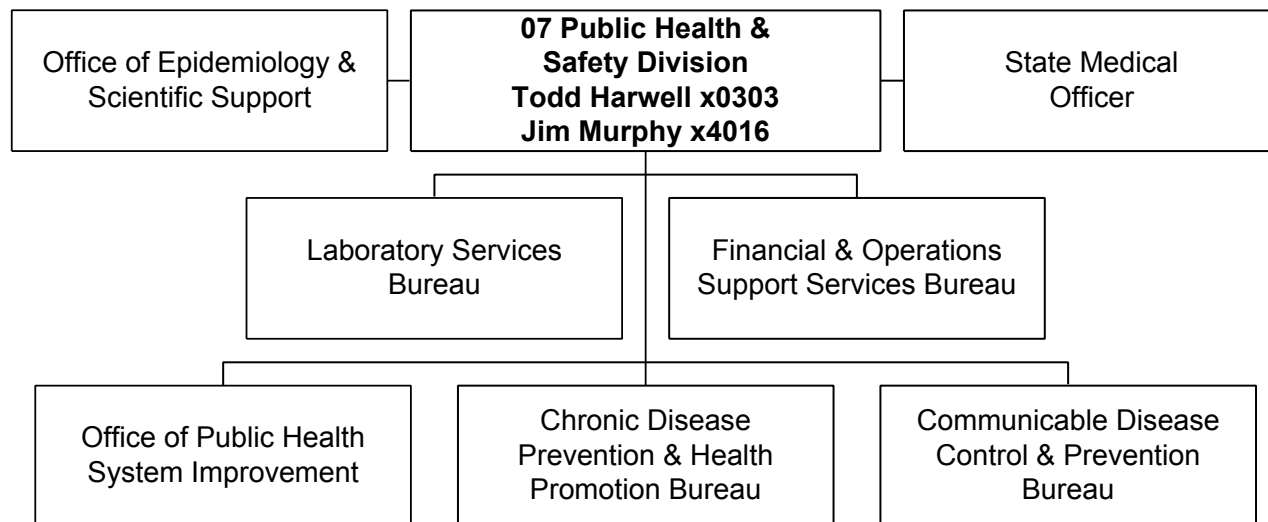 Office of Epidemiology &
Scientific Support
07 Public Health &
Safety Division
Todd Harwell x0303
Jim Murphy x4016
State Medical
Officer
Laboratory Services
Bureau
Financial & Operations
Support Services Bureau
Office of Public Health
System Improvement
Chronic Disease
Prevention & Health
Promotion Bureau
Communicable Disease
Control & Prevention
Bureau